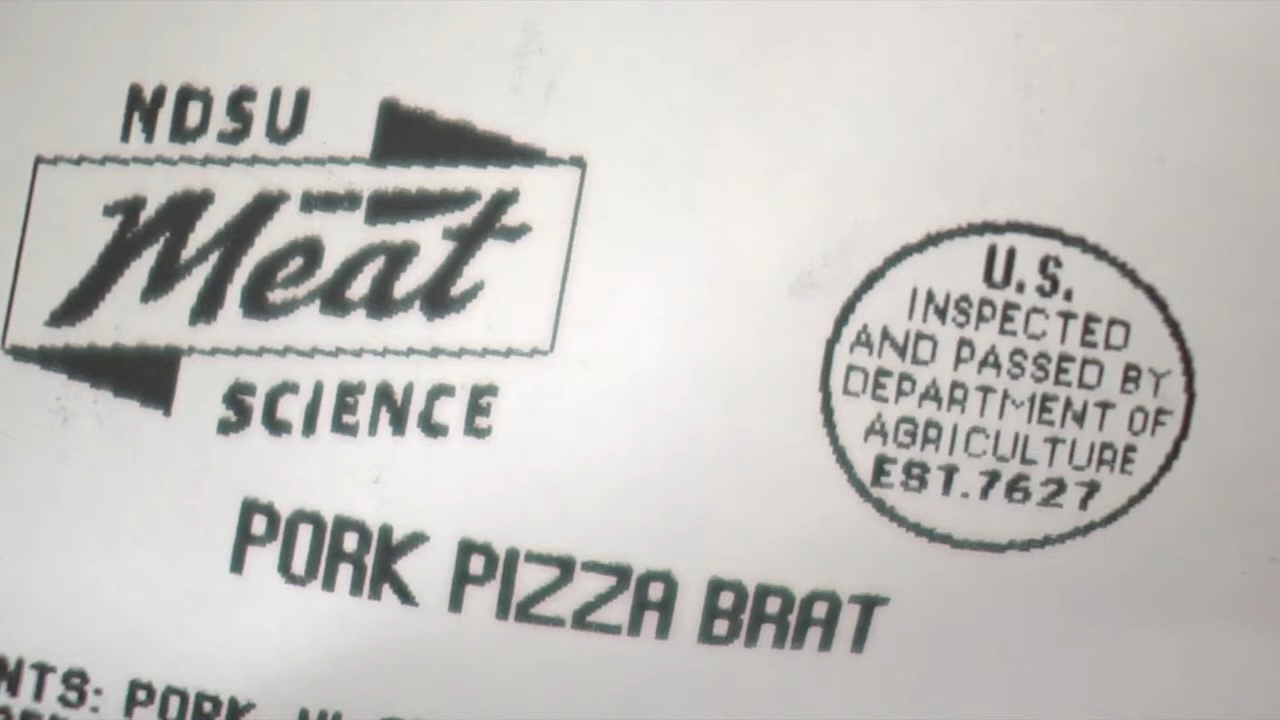 NDSU
Meat
SCIENCE
U.S.
INSPECTED
AND PASSED BY
DEPARTMENT OF
AGRICULTURE
EST.7627
PORK PIZZA BRAT
NTS: PORK,